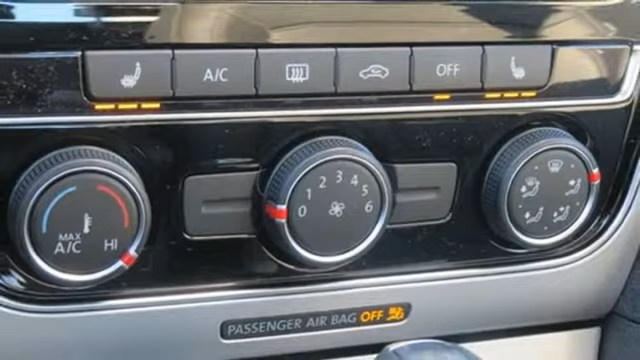 A/C OFF
0 1 2 3 4 5 6
MAX
A/C HI
PASSENGER AIR BAG OFF